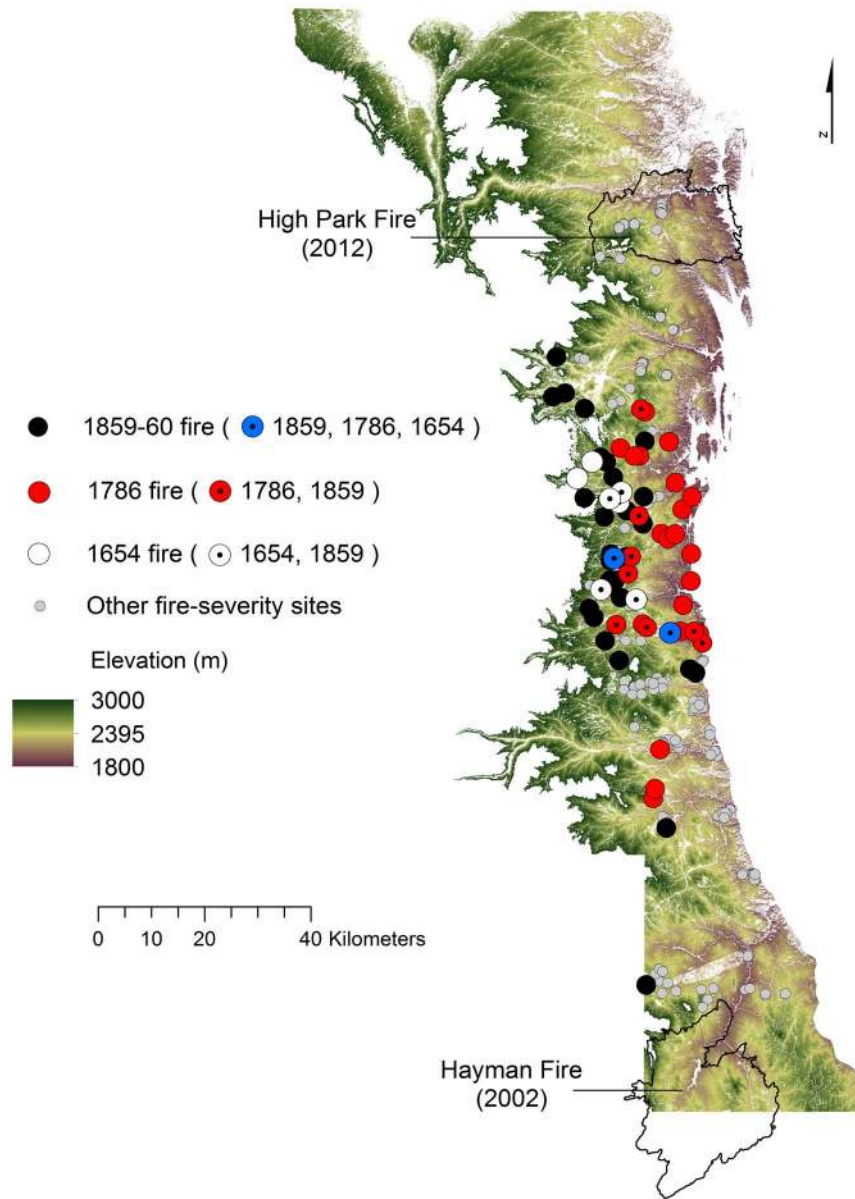 z
High Park Fire
(2012)
1859-60 fire ( 1859, 1786, 1654 )
1786 fire ( 1786, 1859 )
1654 fire ( 1654, 1859 )
Other fire-severity sites
Elevation (m)
3000
2395
1800
0 10 20 40 Kilometers
Hayman Fire
(2002)